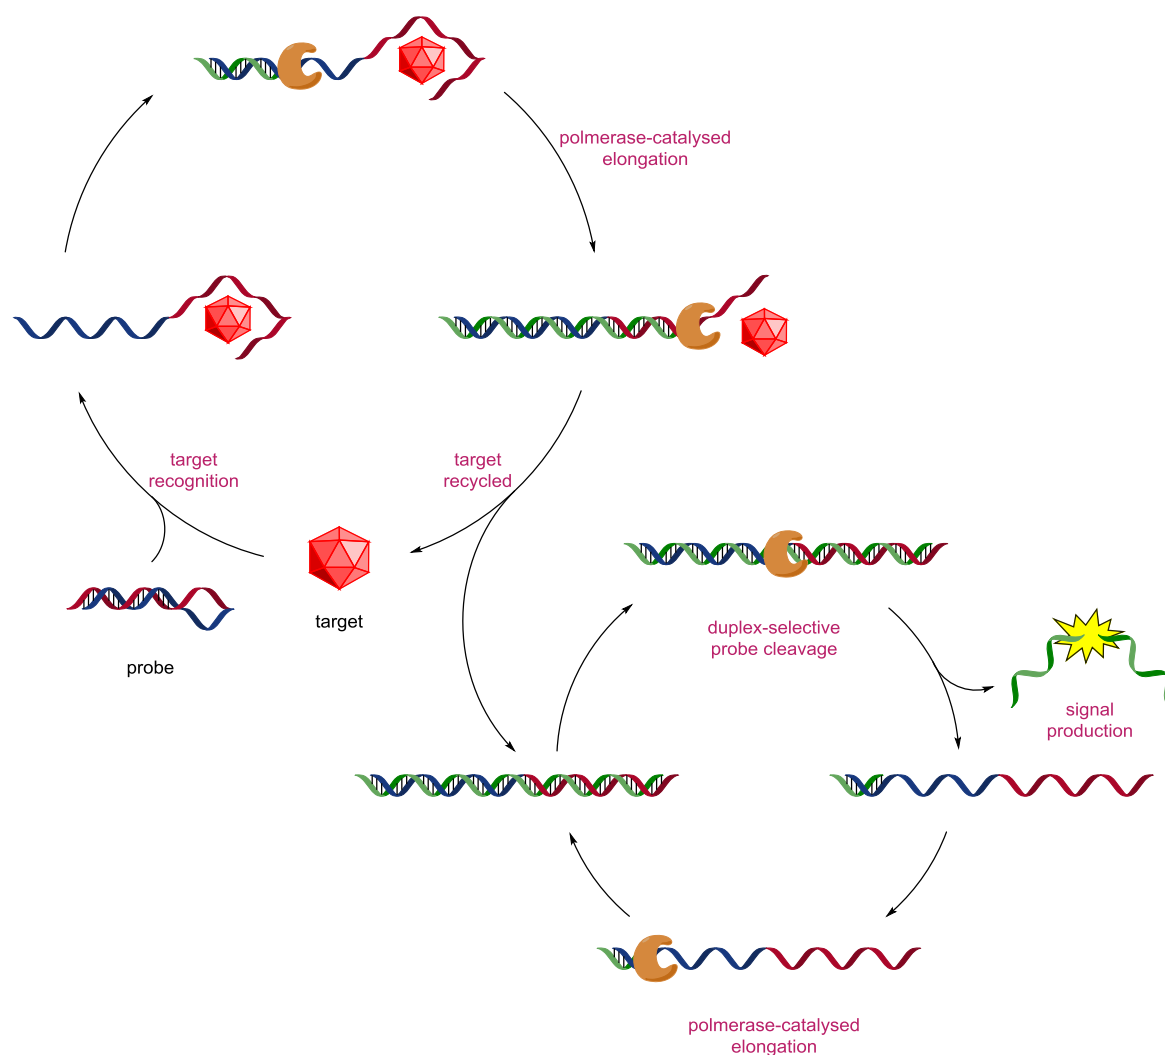 polmerase-catalysed
elongation
target
recognition
target
recycled
probe
target
duplex-selective
probe cleavage
signal
production
polmerase-catalysed
elongation